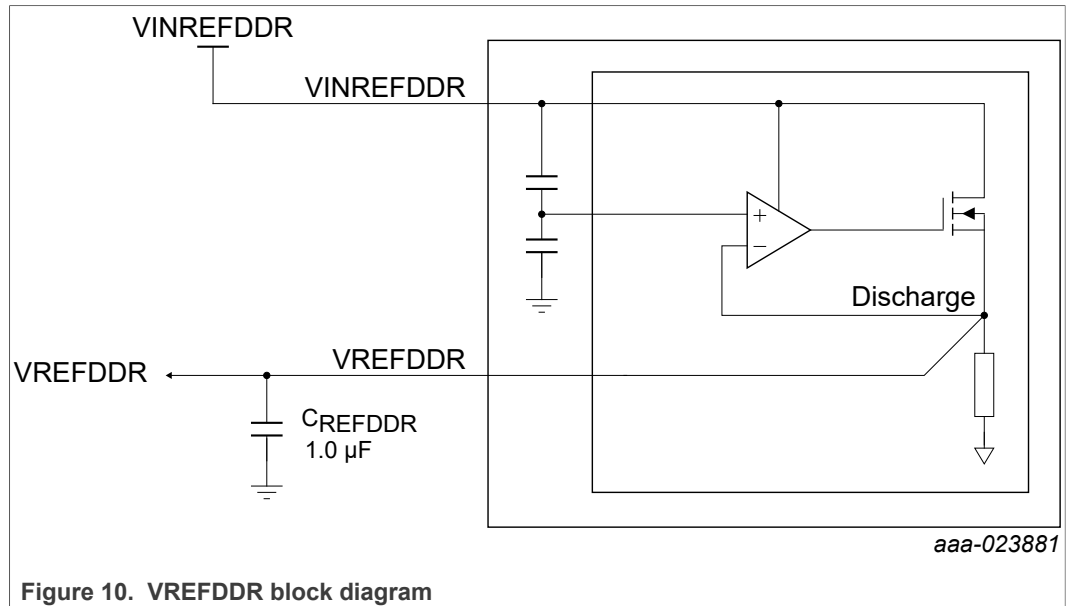 VINREFDDR
VINREFDDR
+
−
Discharge
VREFDDR
VREFDDR
CREFDDR
1.0 µF
aaa-023881
Figure 10. VREFDDR block diagram